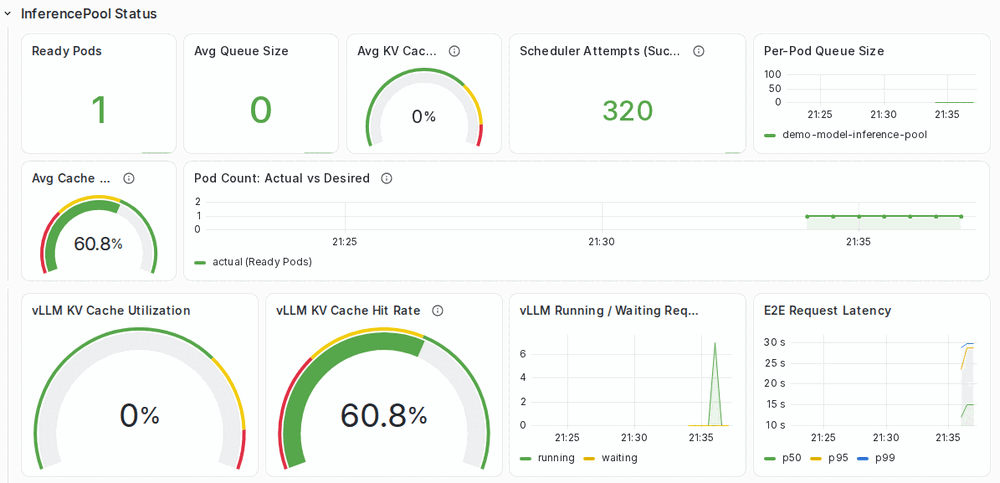 InferencePool Status
Ready Pods
1
Avg Queue Size
0
Avg KV Cac...
0%
Scheduler Attempts (Suc...
320
Per-Pod Queue Size
100
50
0
21:25 21:30 21:35
demo-model-inference-pool
Avg Cache ...
60.8%
Pod Count: Actual vs Desired
2
1
0
21:25 21:30 21:35
actual (Ready Pods)
vLLM KV Cache Utilization
0%
vLLM KV Cache Hit Rate
60.8%
vLLM Running / Waiting Req...
6
4
2
0
21:25 21:30 21:35
running waiting
E2E Request Latency
30 s
25 s
20 s
15 s
10 s
21:25 21:30 21:35
p50 p95 p99